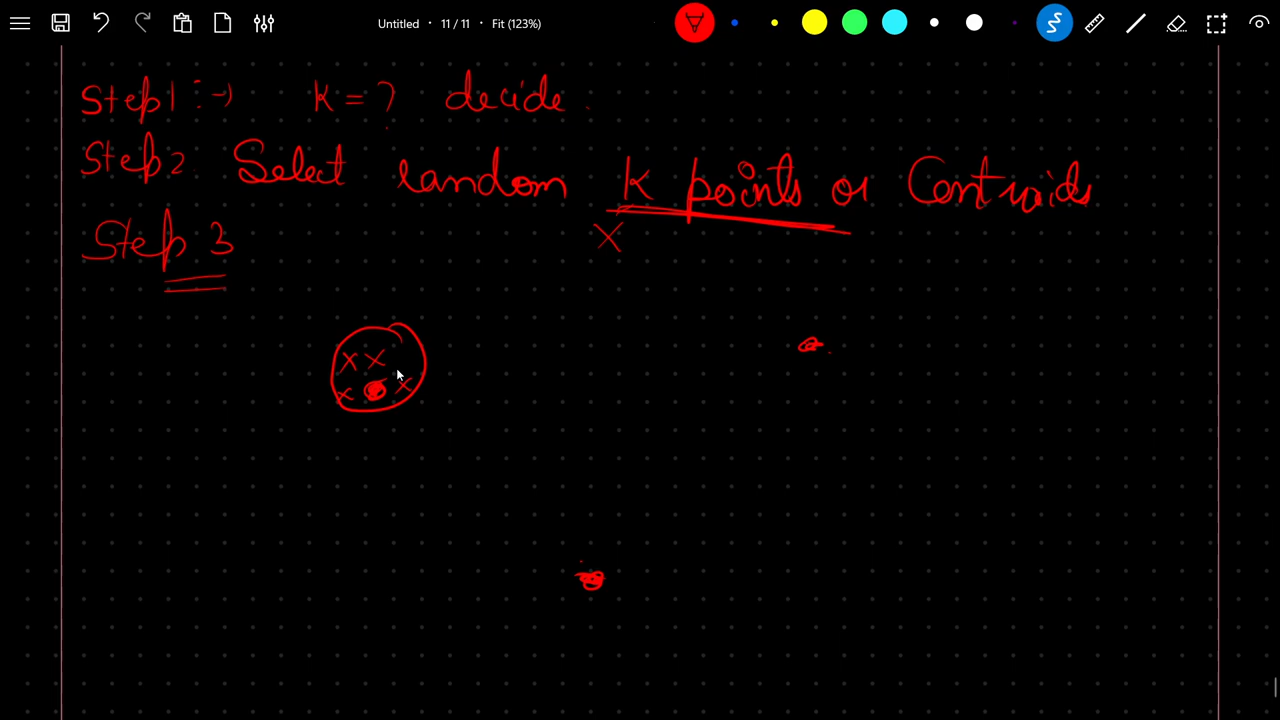 Untitled • 11 / 11 • Fit (123%)
Step 1 :→ K = ? decide.
Step 2 Select random K points or Centroids
X
Step 3
X X
X X